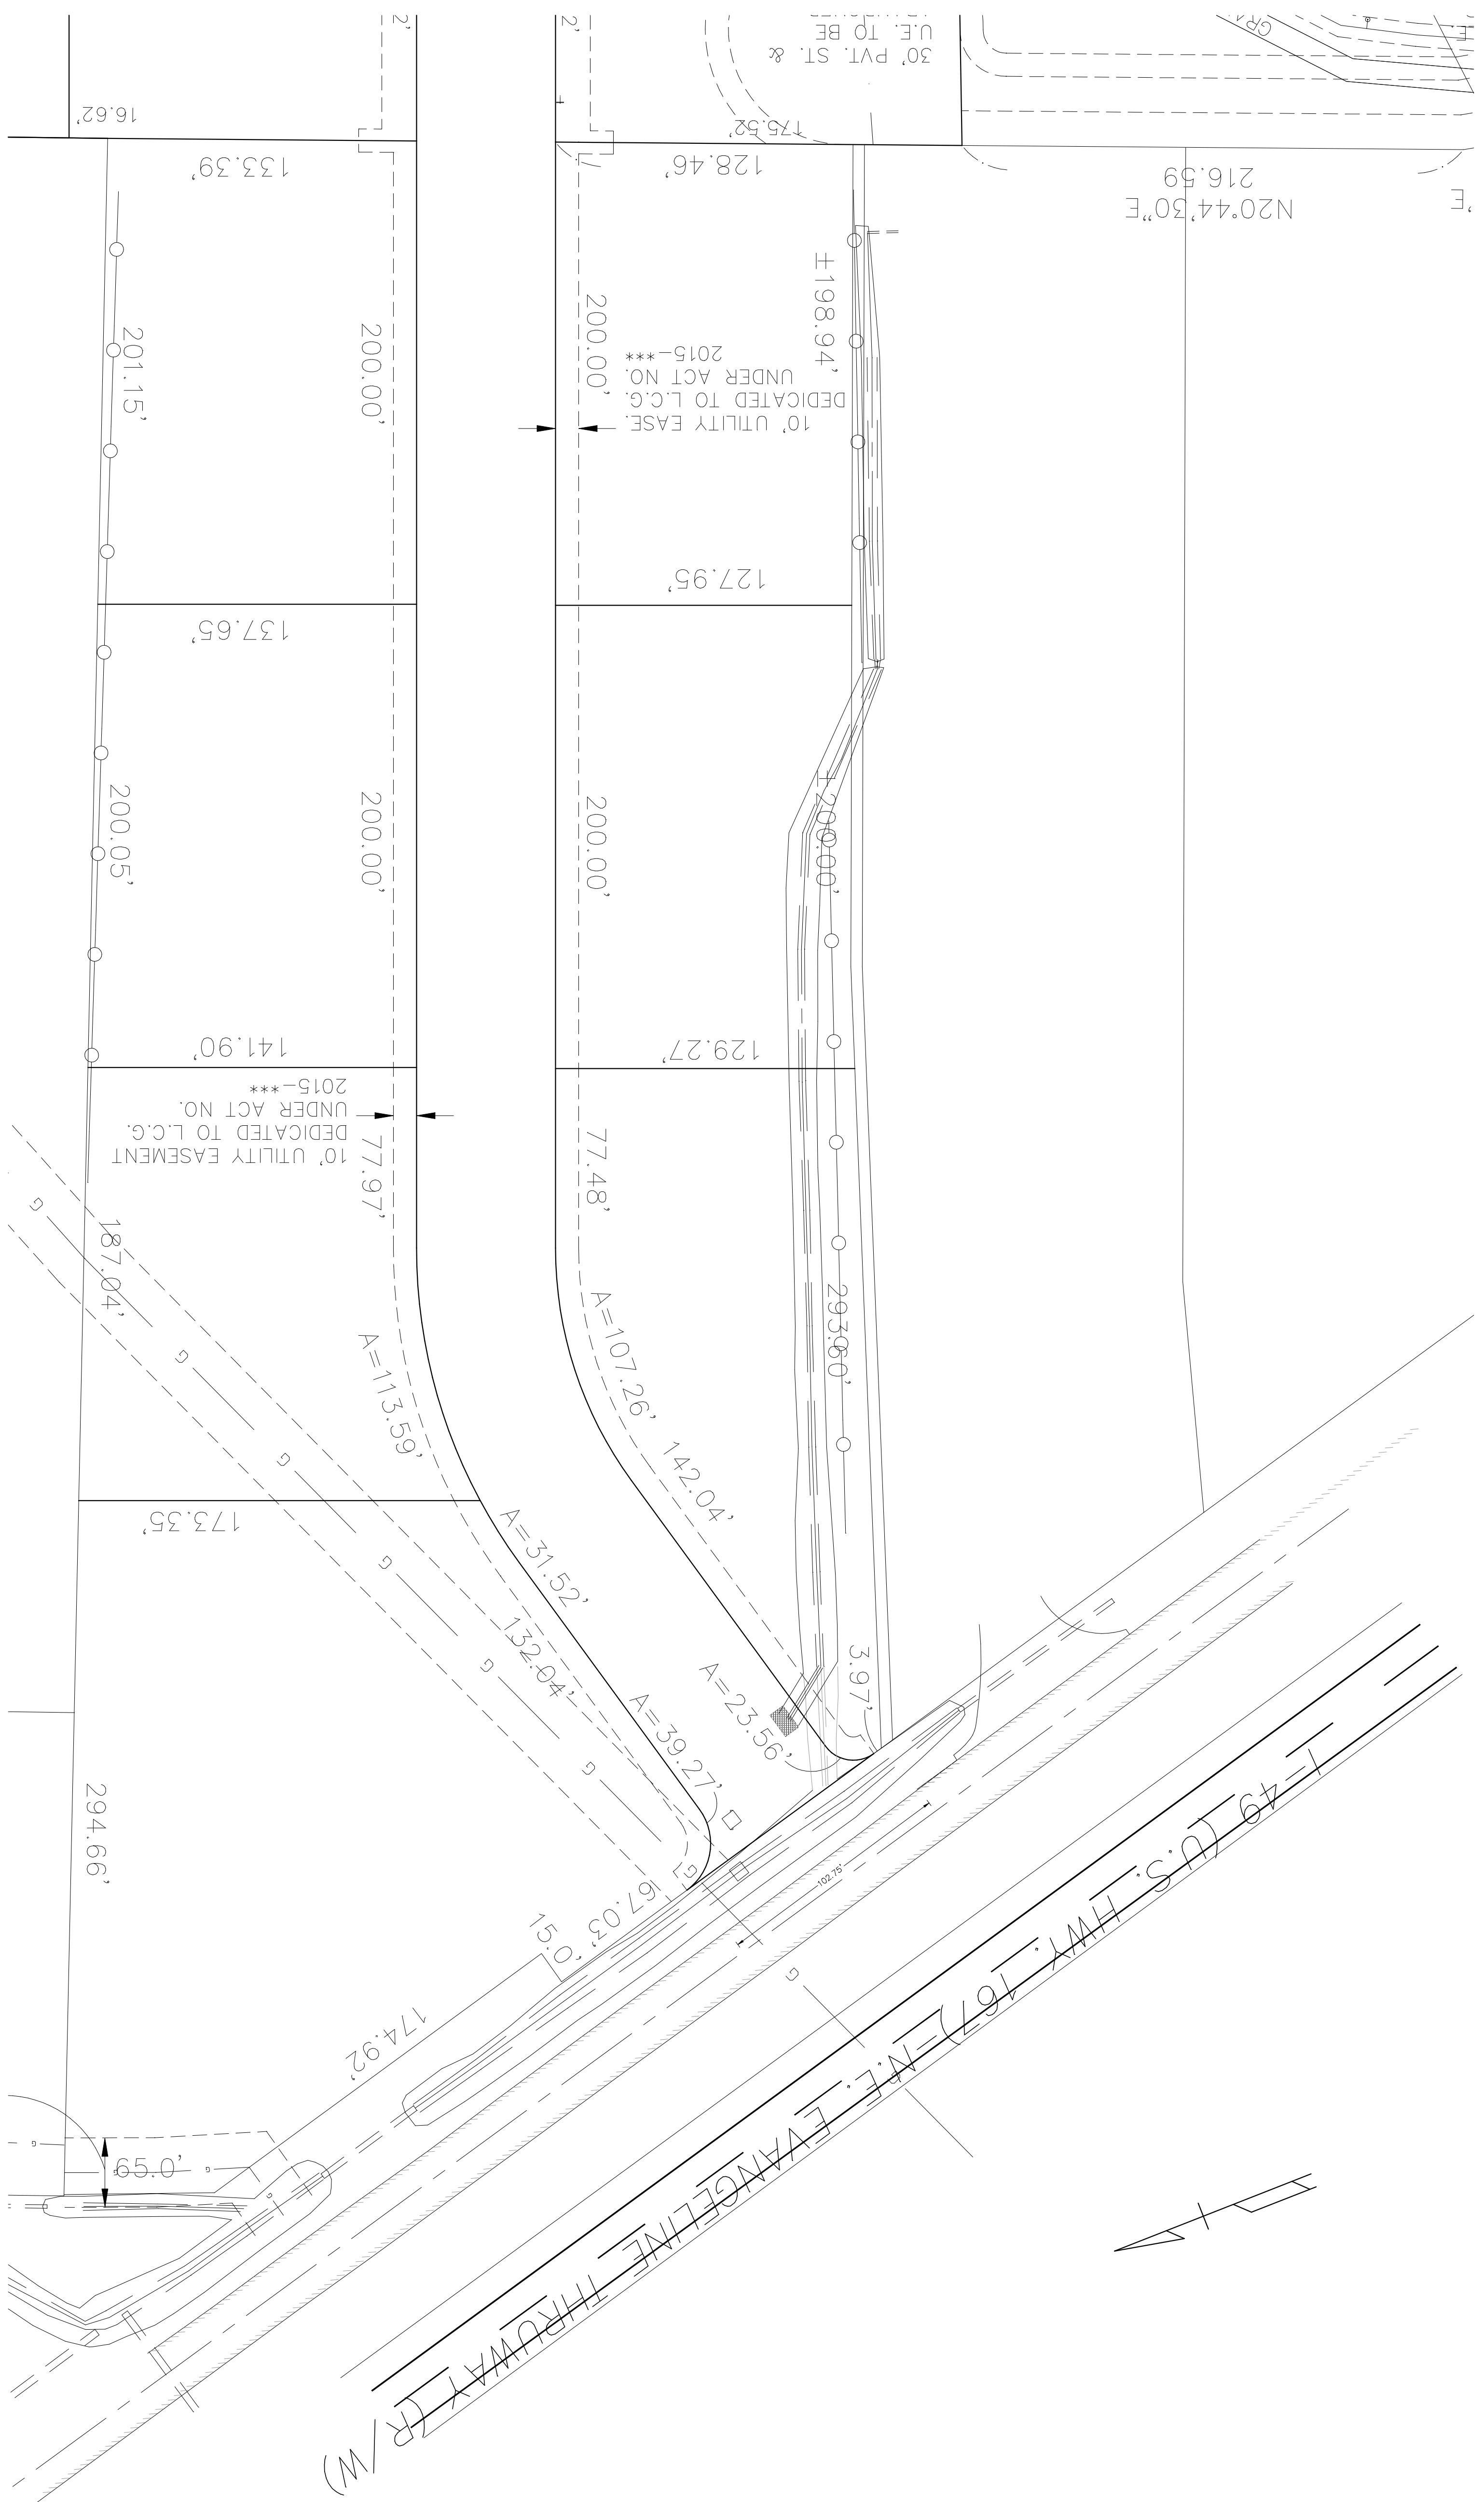 2'
2'
30' PVT. ST. &
U.E. TO BE
16.62'
175.52'
133.39'
128.46'
N20°44'30"E
216.59
"E
E.
201.15'
200.00'
200.00'
±198.94'
10' UTILITY EASE.
DEDICATED TO L.C.G.
UNDER ACT NO.
2015-***
137.65'
127.95'
200.05'
200.00'
200.00'
±200.00'
141.90'
129.27'
10' UTILITY EASEMENT
DEDICATED TO L.C.G.
UNDER ACT NO.
2015-***
77.97'
77.48'
G
187.04'
A=113.59'
A=107.26'
293.60'
G
142.04'
G
173.35'
A=31.52'
G
132.04'
G
3.97'
A=23.56'
A=39.27'
G
G
102.75'
67.03'
15.0'
G
294.66'
174.92'
G
G
G
65.0'
G
I-49 (U.S. HWY. 167)-N.E. EVANGELINE THRUWAY (R/W)